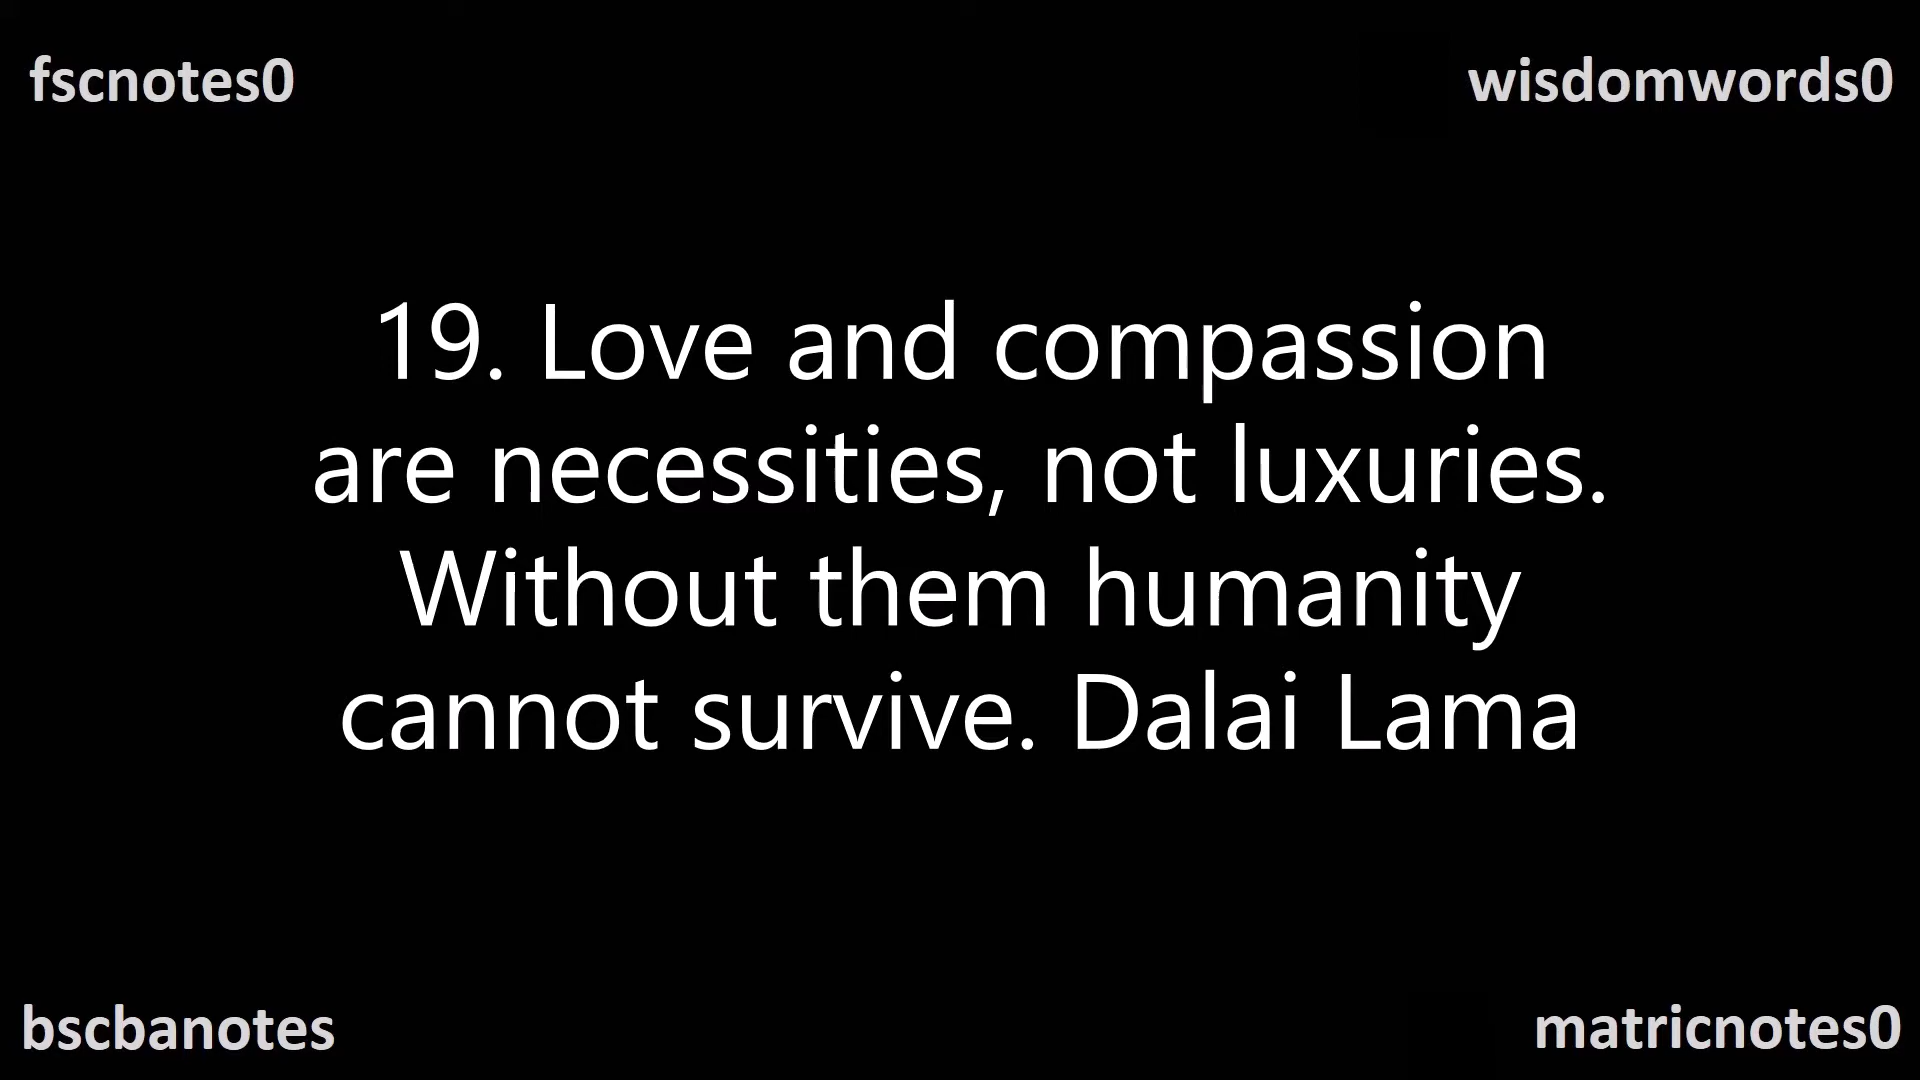 fscnotes0
wisdomwords0
19. Love and compassion
are necessities, not luxuries.
Without them humanity
cannot survive. Dalai Lama
bscbanotes
matricnotes0